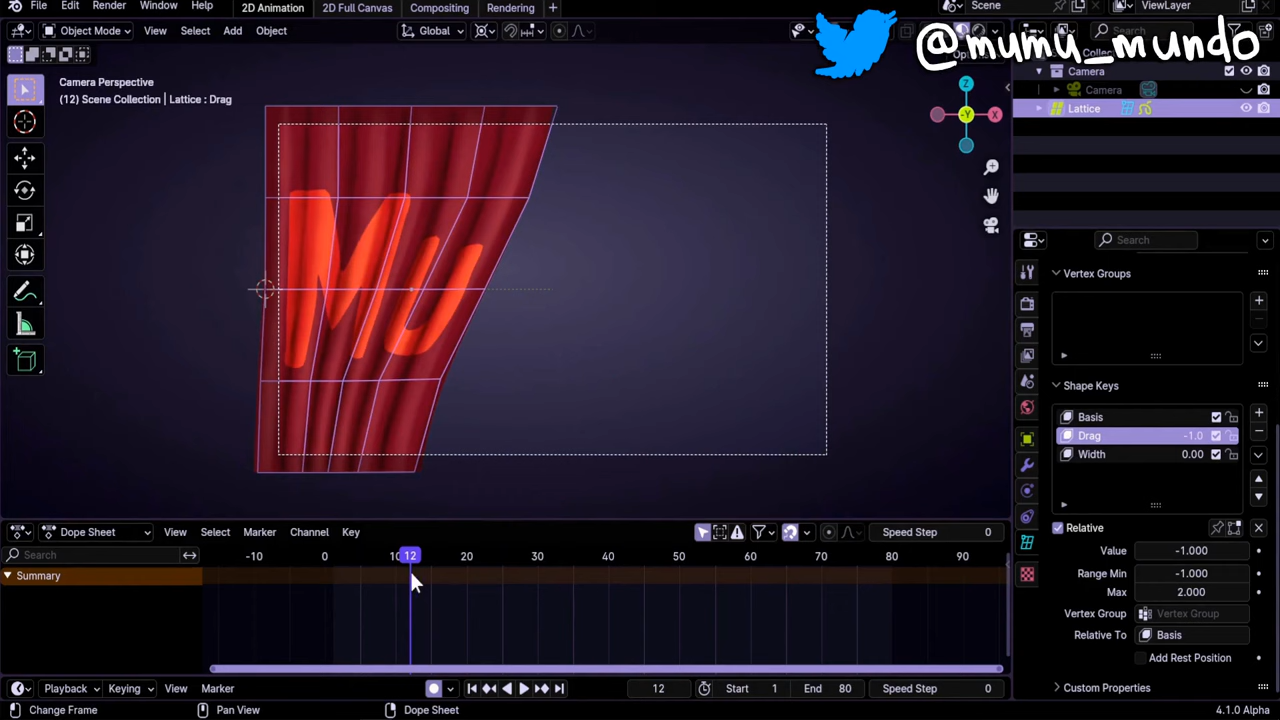 File Edit Render Window Help 2D Animation 2D Full Canvas Compositing Rendering + Scene ViewLayer
Object Mode View Select Add Object Global
@mumu_mundo
Camera Perspective
(12) Scene Collection | Lattice : Drag
Z
-Y
X
MU
Camera
Camera
Lattice
Search
Vertex Groups
Shape Keys
Basis
Drag -1.0
Width 0.00
Relative
Value -1.000
Range Min -1.000
Max 2.000
Vertex Group Vertex Group
Relative To Basis
Add Rest Position
Custom Properties
Dope Sheet View Select Marker Channel Key Speed Step 0
Search -10 0 10 12 20 30 40 50 60 70 80 90
Summary
Playback Keying View Marker 12 Start 1 End 80 Speed Step 0
Change Frame Pan View Dope Sheet 4.1.0 Alpha